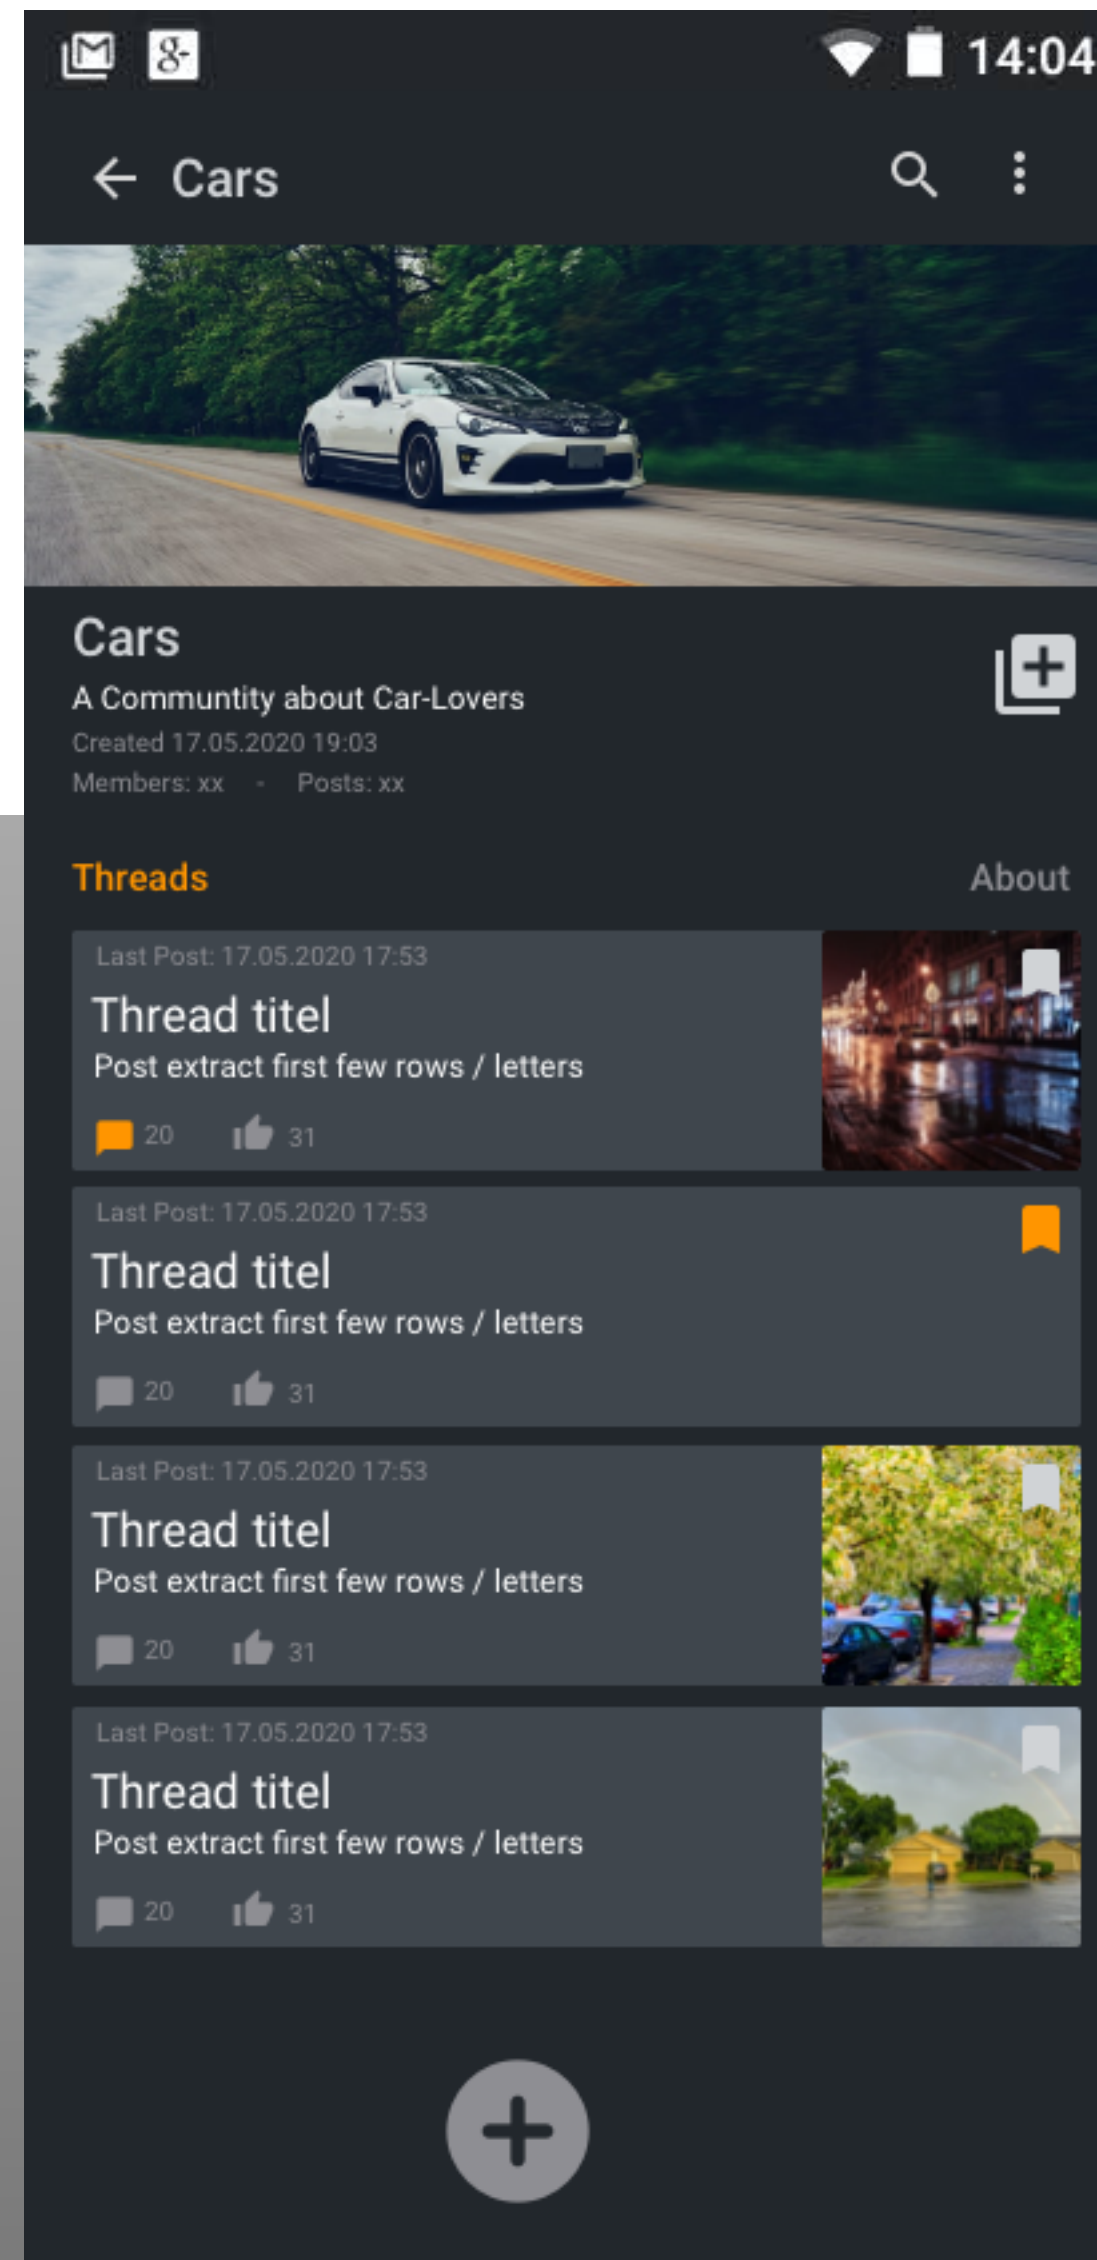 14:04
Cars
Cars
A Communtity about Car-Lovers
Created 17.05.2020 19:03
Members: xx - Posts: xx
Threads About
Last Post: 17.05.2020 17:53
Thread titel
Post extract first few rows / letters
20 31
Last Post: 17.05.2020 17:53
Thread titel
Post extract first few rows / letters
20 31
Last Post: 17.05.2020 17:53
Thread titel
Post extract first few rows / letters
20 31
Last Post: 17.05.2020 17:53
Thread titel
Post extract first few rows / letters
20 31